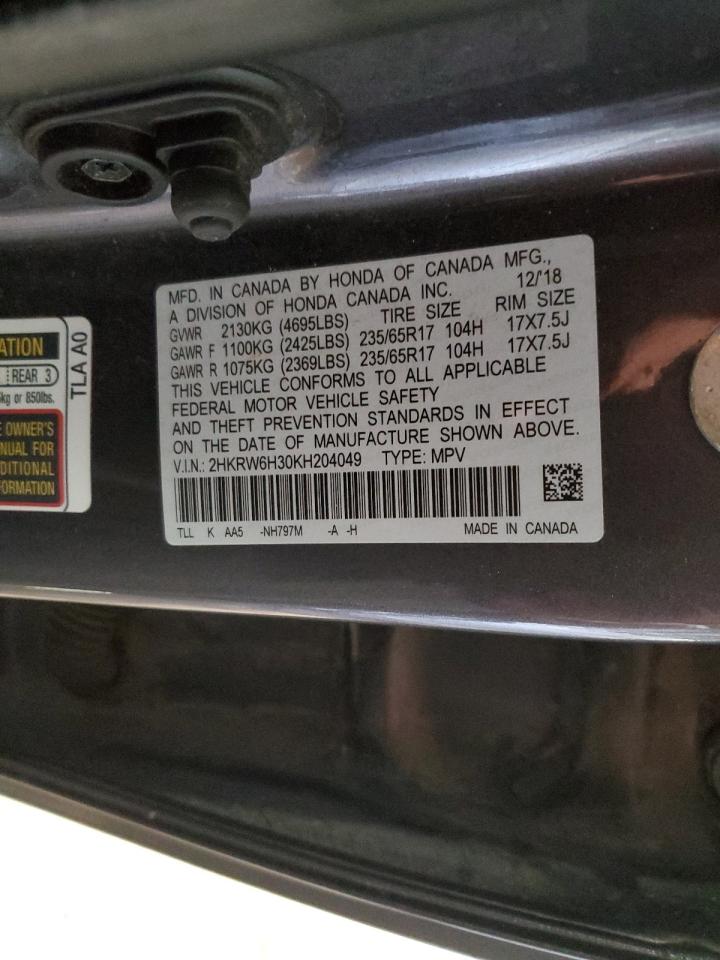 MFD. IN CANADA BY HONDA OF CANADA MFG.,
A DIVISION OF HONDA CANADA INC. 12/'18
GVWR 2130KG (4695LBS) TIRE SIZE RIM SIZE
GAWR F 1100KG (2425LBS) 235/65R17 104H 17X7.5J
GAWR R 1075KG (2369LBS) 235/65R17 104H 17X7.5J
THIS VEHICLE CONFORMS TO ALL APPLICABLE
FEDERAL MOTOR VEHICLE SAFETY
AND THEFT PREVENTION STANDARDS IN EFFECT
ON THE DATE OF MANUFACTURE SHOWN ABOVE.
V.I.N.: 2HKRW6H30KH204049 TYPE: MPV
TLL K AA5 -NH797M -A -H MADE IN CANADA
ATION
REAR 3
kg or 850lbs.
OWNER'S
NUAL FOR
DITIONAL
FORMATION
TLA A0